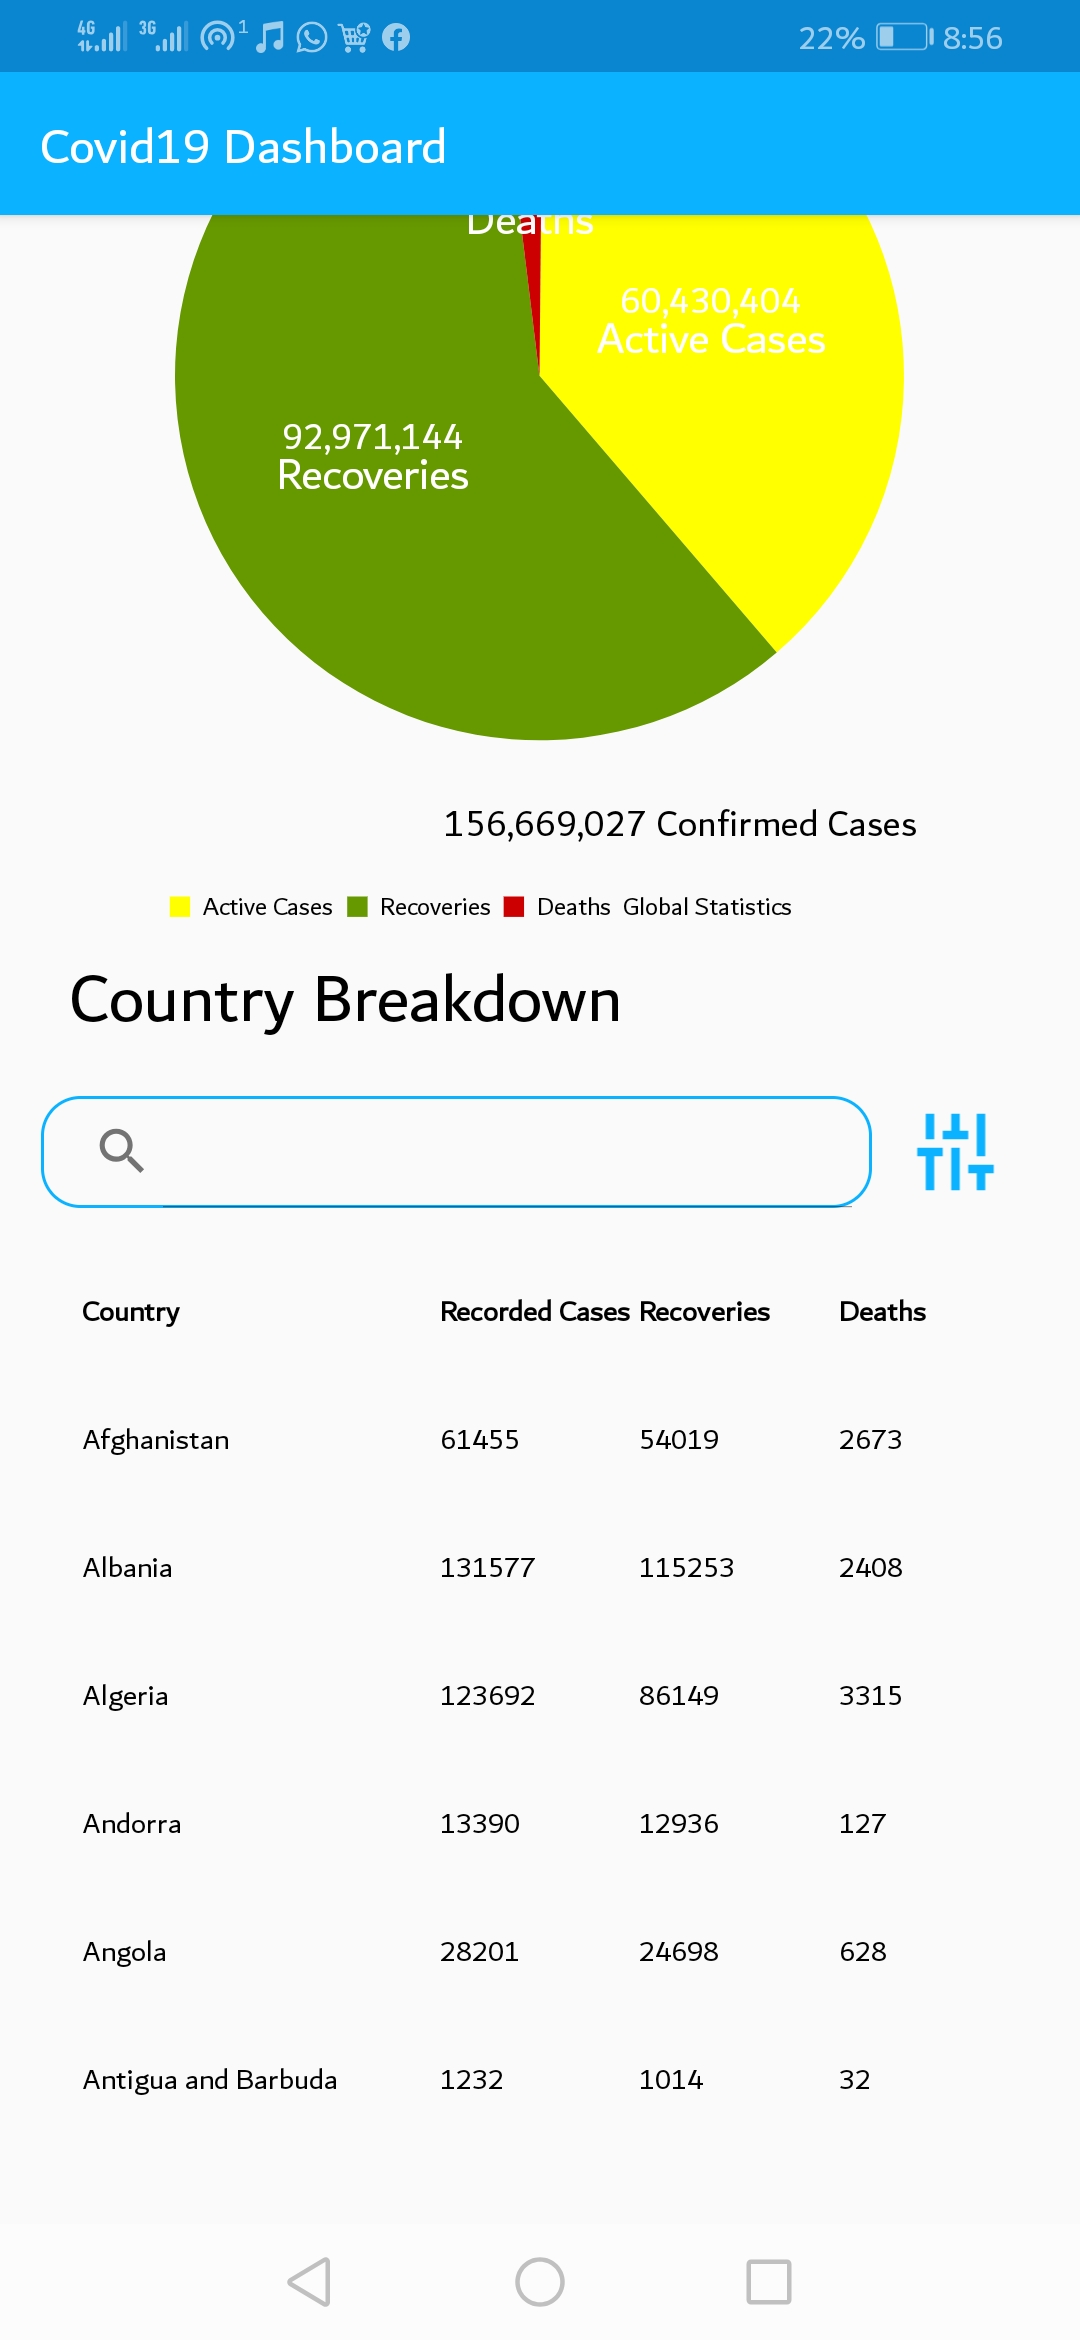 4G 3G 1 22% 8:56
Covid19 Dashboard
Deaths
60,430,404
Active Cases
92,971,144
Recoveries
156,669,027 Confirmed Cases
Active Cases Recoveries Deaths Global Statistics
Country Breakdown
Country Recorded Cases Recoveries Deaths
Afghanistan 61455 54019 2673
Albania 131577 115253 2408
Algeria 123692 86149 3315
Andorra 13390 12936 127
Angola 28201 24698 628
Antigua and Barbuda 1232 1014 32